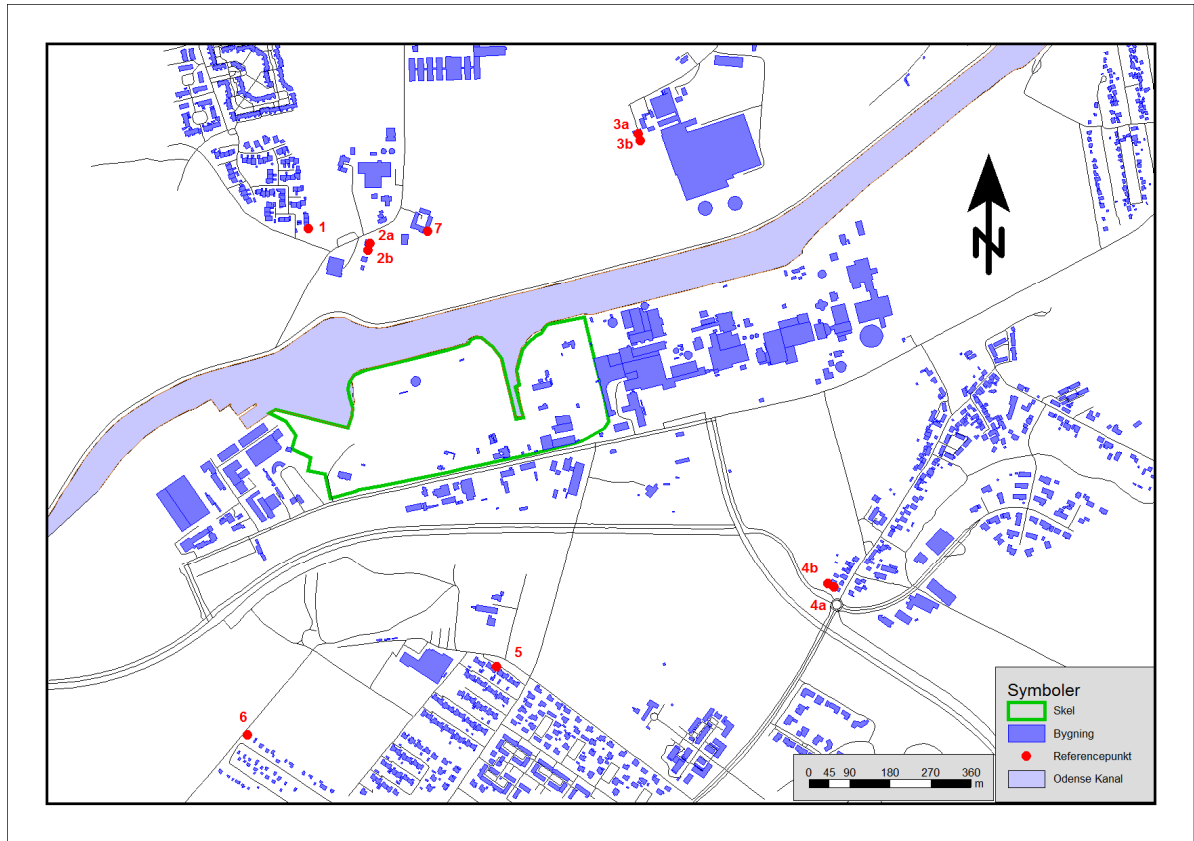 3a
3b
1
2a
7
2b
N
4b
4a
5
6
Symboler
Skel
Bygning
Referencepunkt
Odense Kanal
0 45 90 180 270 360
m